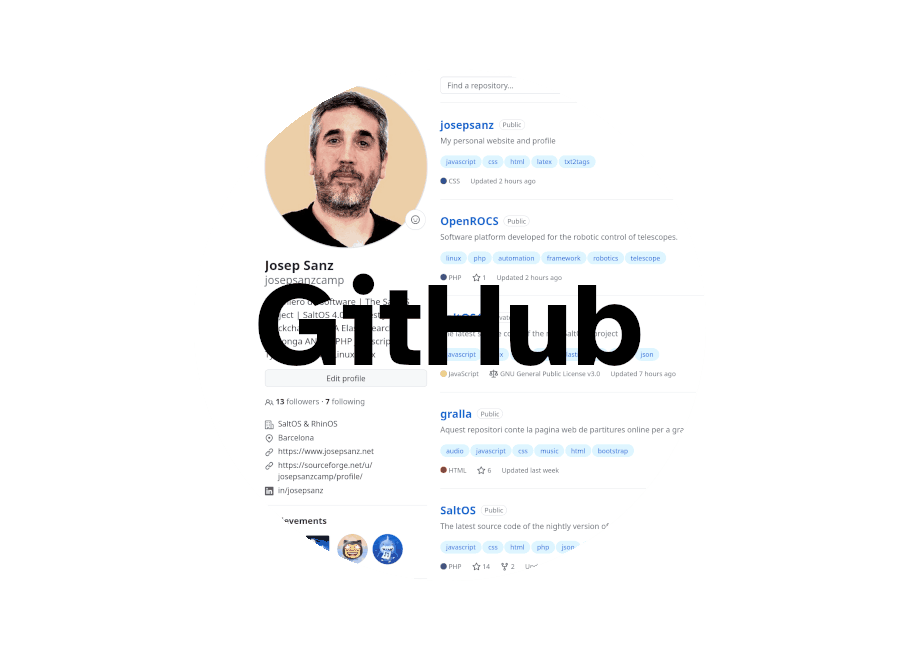 Find a repository...
josepsanz Public
My personal website and profile
javascript css html latex txt2tags
CSS Updated 2 hours ago
OpenROCS Public
Software platform developed for the robotic control of telescopes.
linux php automation framework robotics telescope
PHP 1 Updated 2 hours ago
GitHub
json
JavaScript GNU General Public License v3.0 Updated 7 hours ago
gralla Public
Aquest repositori conte la pagina web de partitures online per a
audio javascript css music html bootstrap
HTML 6 Updated last week
SaltOS Public
The latest source code of the nightly version
javascript css html php json
PHP 14 2
Josep Sanz
josepsanzcamp
Edit profile
13 followers · 7 following
SaltOS & RhinOS
Barcelona
https://www.josepsanz.net
https://sourceforge.net/u/
josepsanzcamp/profile/
in/josepsanz